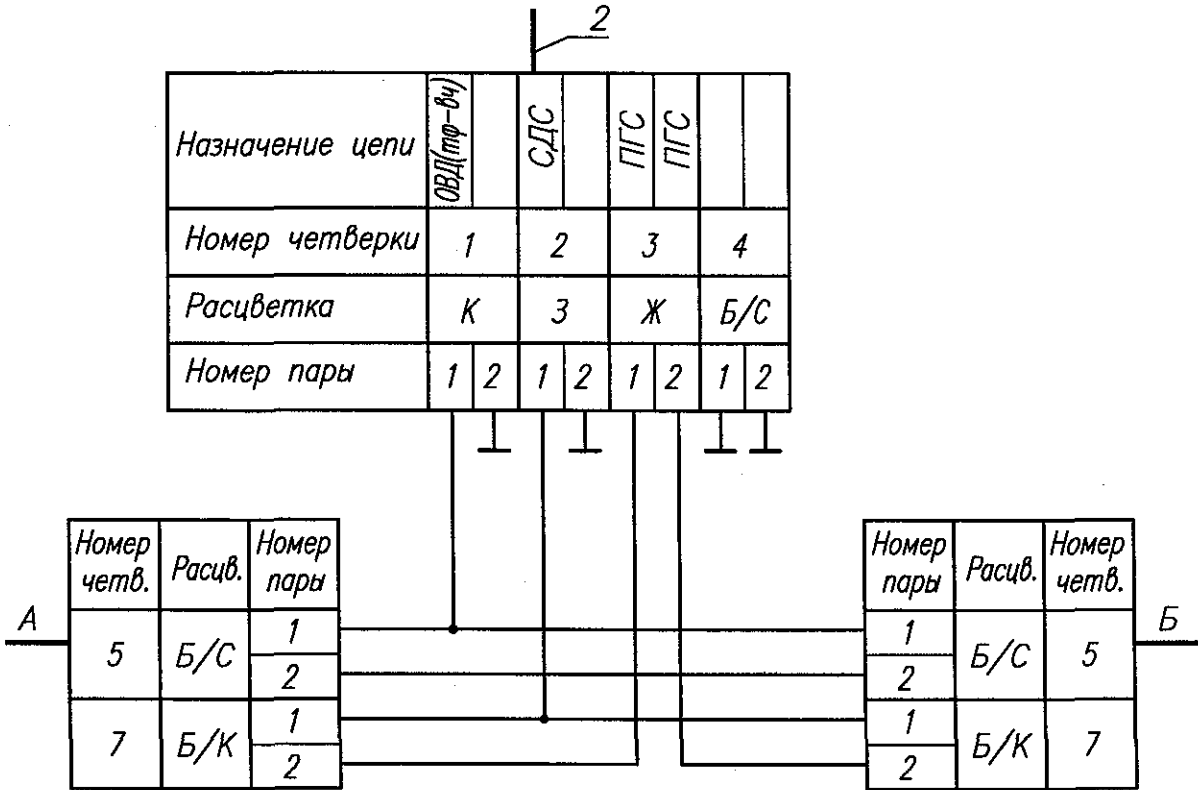 2
Назначение цепи
ОВД(тф-вч)
СДС
ПГС
ПГС
Номер четверки 1 2 3 4
Расцветка К З Ж Б/С
Номер пары 1 2 1 2 1 2 1 2
Номер четв. Расцв. Номер пары
А
5 Б/С 1
2
7 Б/К 1
2
Номер пары Расцв. Номер четв.
1 Б/С 5
2
Б
1 Б/К 7
2